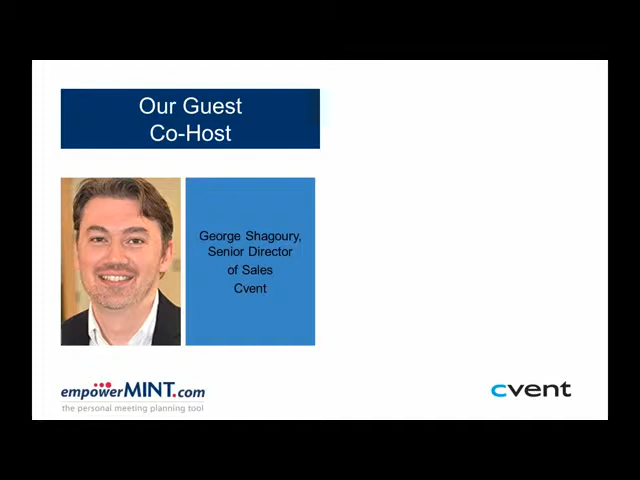 Our Guest
Co-Host
George Shagoury,
Senior Director
of Sales
Cvent
empowerMINT.com
the personal meeting planning tool
cvent